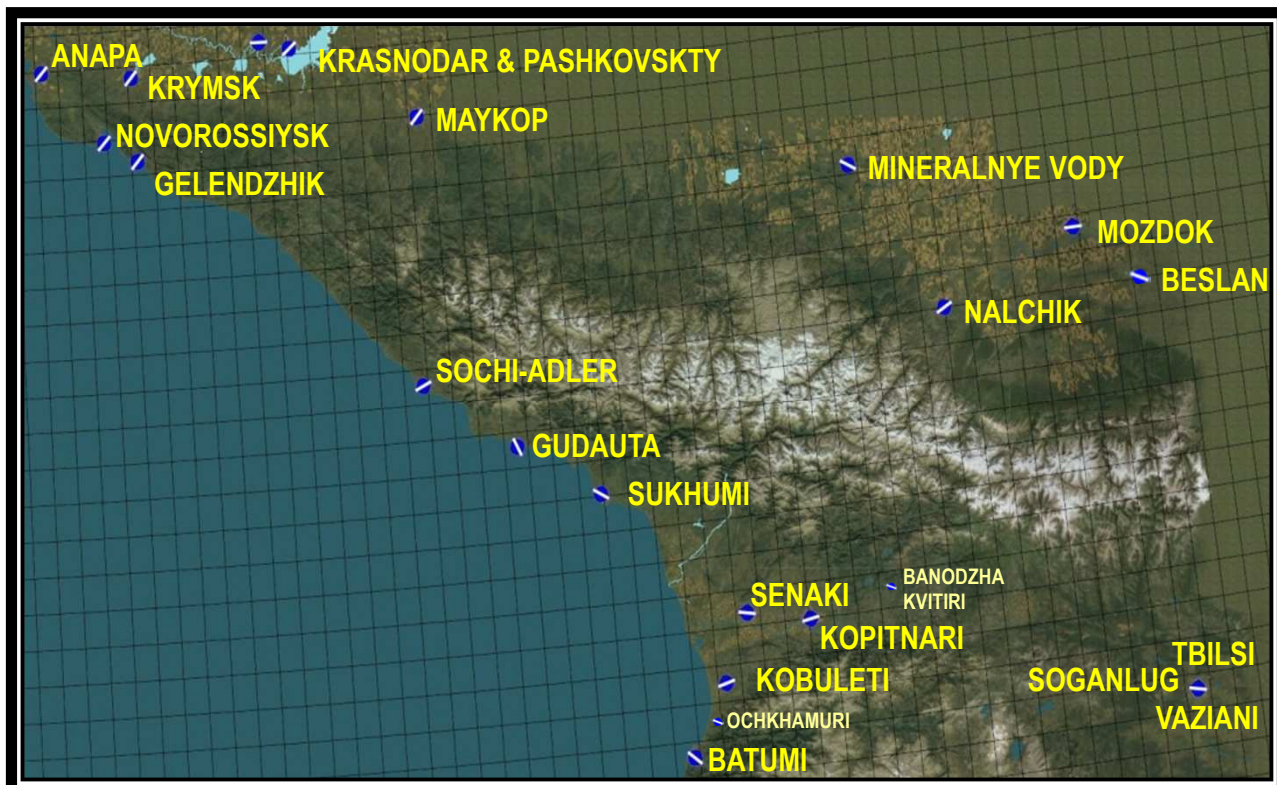 ANAPA
KRASNODAR & PASHKOVSKTY
KRYMSK
MAYKOP
NOVOROSSIYSK
GELENDZHIK
MINERALNYE VODY
MOZDOK
BESLAN
NALCHIK
SOCHI-ADLER
GUDAUTA
SUKHUMI
BANODZHA
KVITIRI
SENAKI
KOPITNARI
TBILSI
SOGANLUG
KOBULETI
VAZIANI
OCHKHAMURI
BATUMI